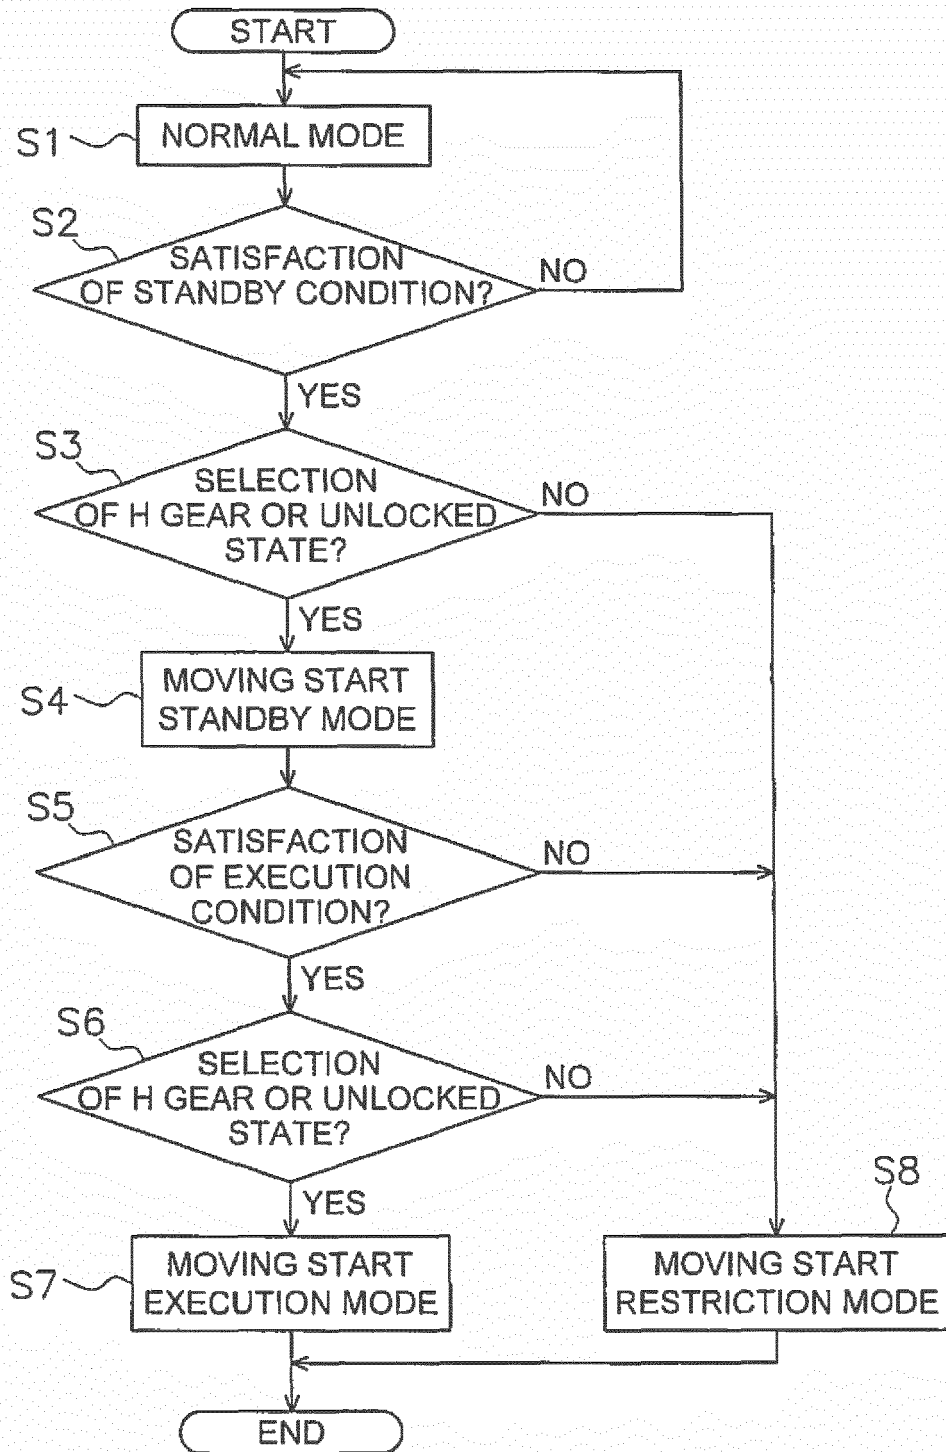 START
S1
NORMAL MODE
S2
SATISFACTION
OF STANDBY CONDITION?
NO
YES
S3
SELECTION
OF H GEAR OR UNLOCKED
STATE?
NO
YES
S4
MOVING START
STANDBY MODE
S5
SATISFACTION
OF EXECUTION
CONDITION?
NO
YES
S6
SELECTION
OF H GEAR OR UNLOCKED
STATE?
NO
YES
S7
MOVING START
EXECUTION MODE
S8
MOVING START
RESTRICTION MODE
END